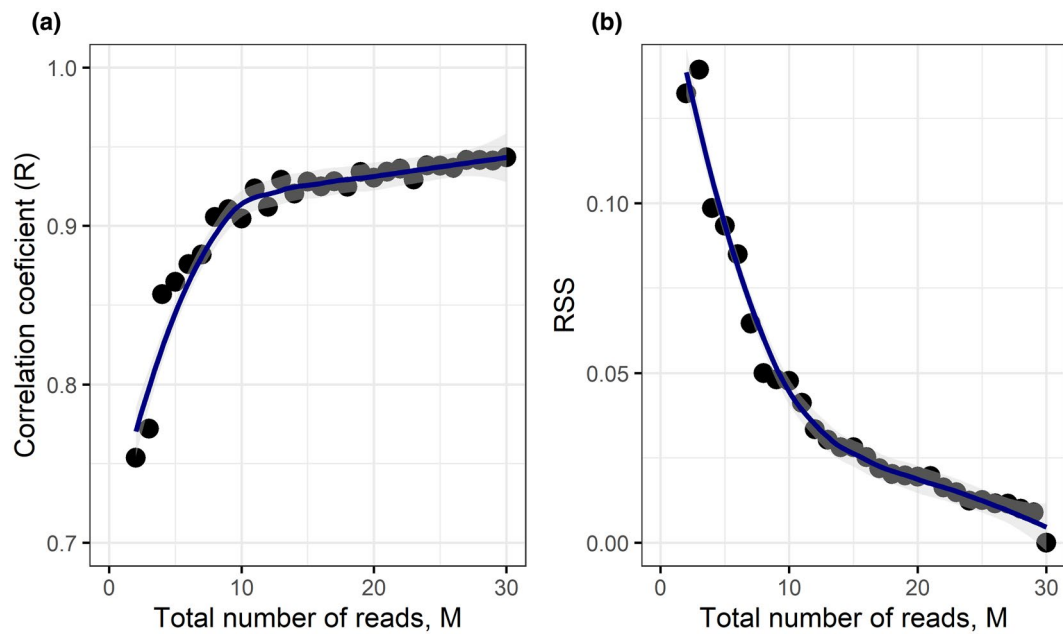 (a)
(b)
Correlation coeficient (R)
1.0
0.9
0.8
0.7
0
10
20
30
Total number of reads, M
RSS
0.10
0.05
0.00
0
10
20
30
Total number of reads, M